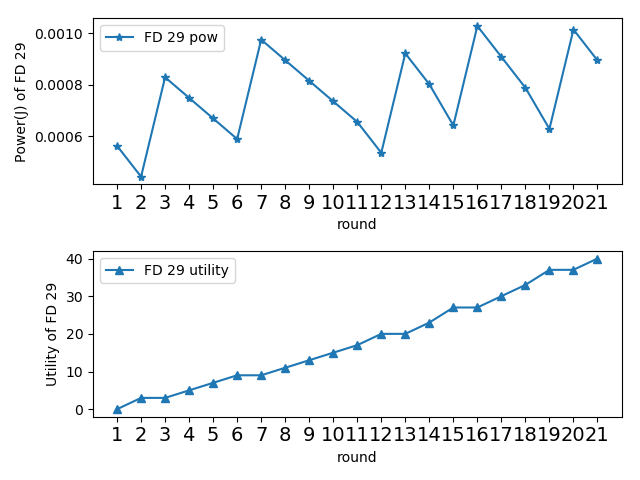 Power(J) of FD 29
0.0010
0.0008
0.0006
FD 29 pow
1 2 3 4 5 6 7 8 9 10 11 12 13 14 15 16 17 18 19 20 21
round
Utility of FD 29
40
30
20
10
0
FD 29 utility
1 2 3 4 5 6 7 8 9 10 11 12 13 14 15 16 17 18 19 20 21
round